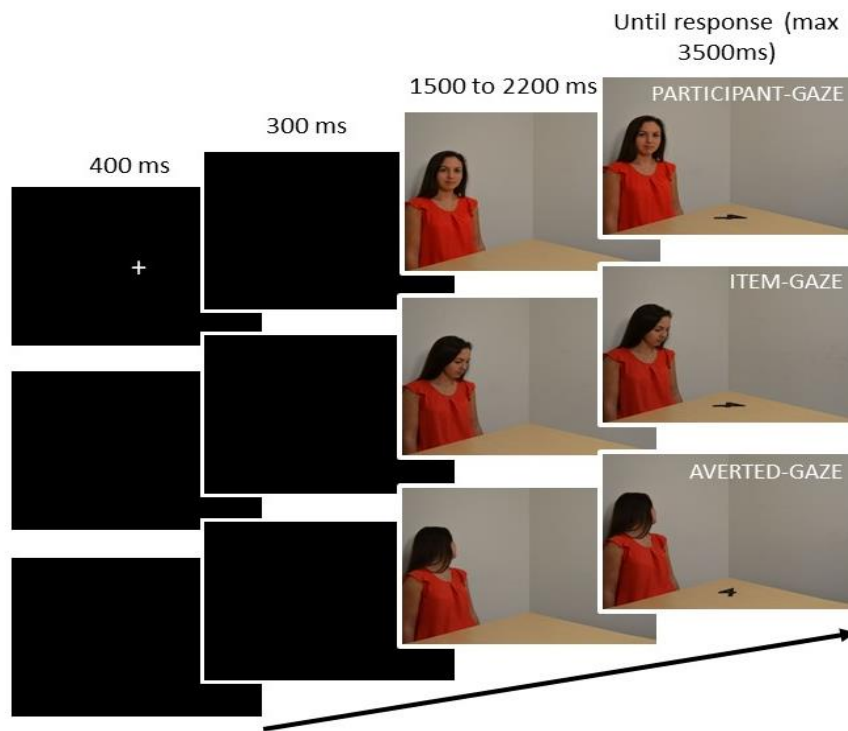 Until response (max
3500ms)
1500 to 2200 ms
300 ms
400 ms
PARTICIPANT-GAZE
ITEM-GAZE
AVERTED-GAZE